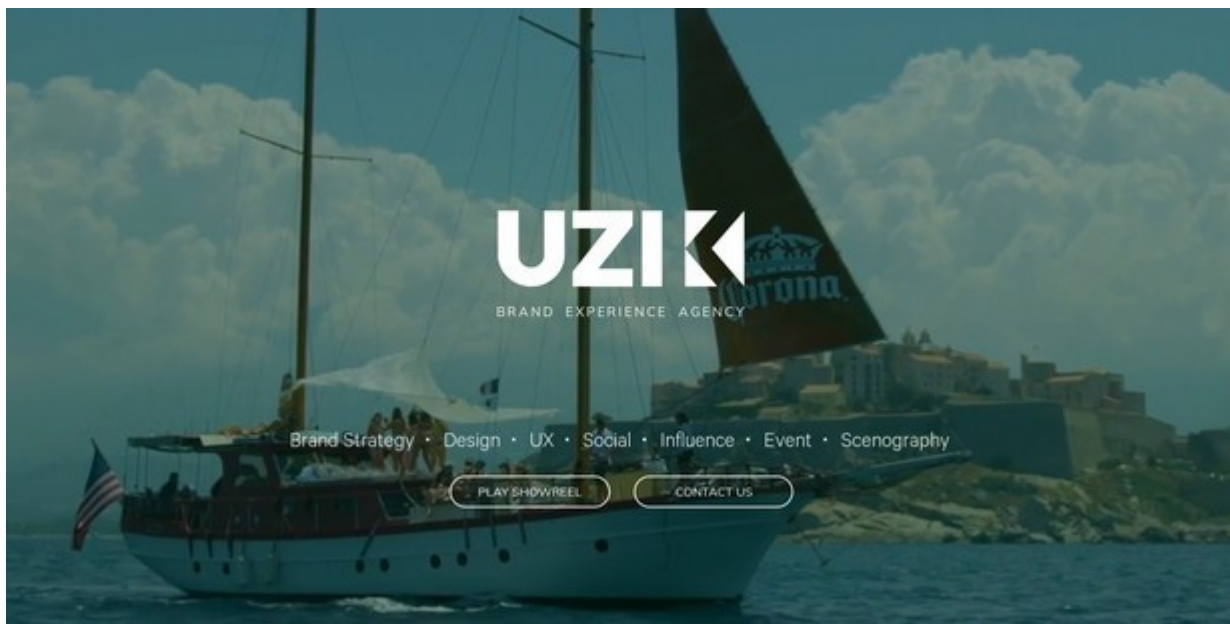 UZIK
Corona
BRAND EXPERIENCE AGENCY
Brand Strategy • Design • UX • Social • Influence • Event • Scenography
PLAY SHOWREEL
CONTACT US